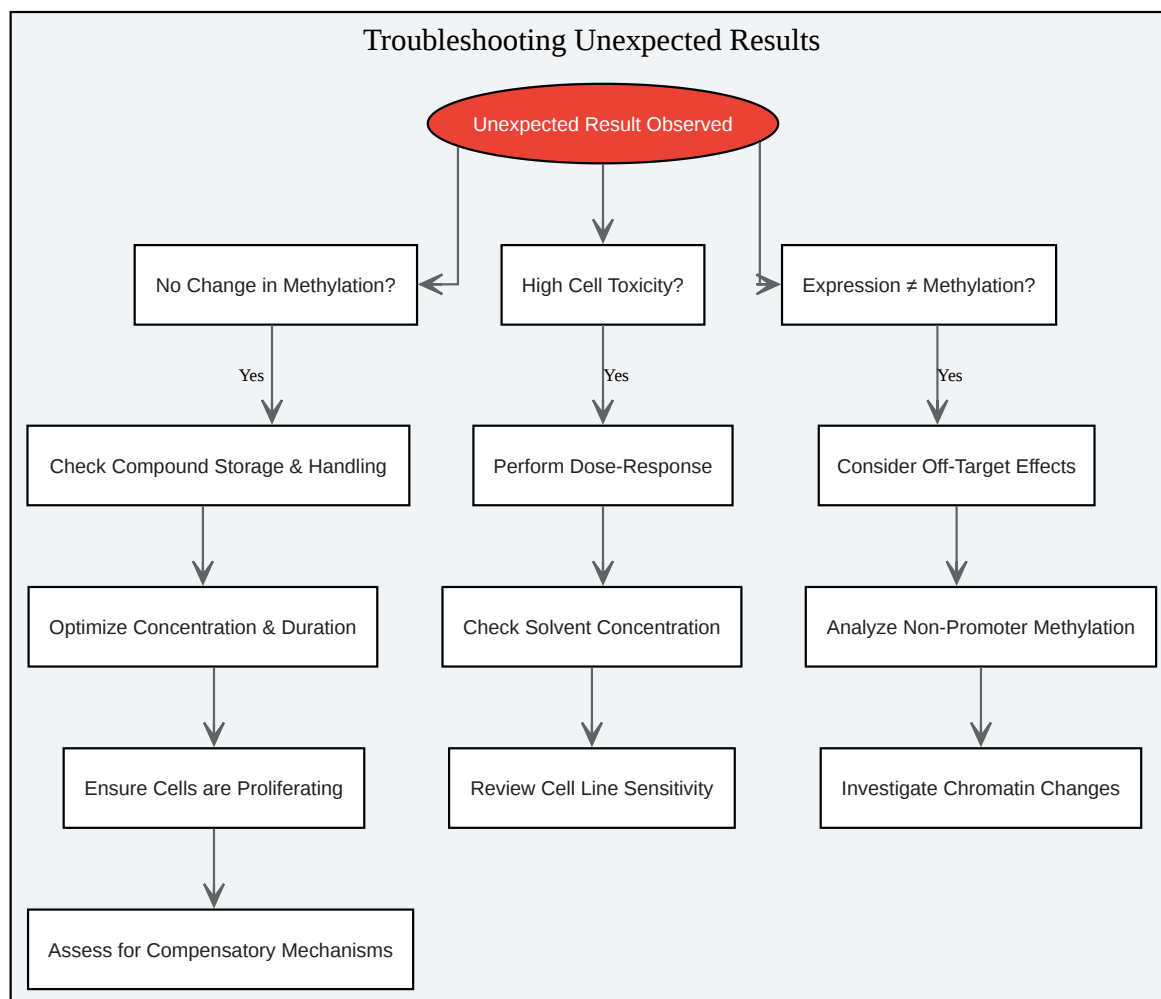 Troubleshooting Unexpected Results
Unexpected Result Observed
No Change in Methylation?
High Cell Toxicity?
Expression ≠ Methylation?
Yes
Yes
Yes
Check Compound Storage & Handling
Perform Dose-Response
Consider Off-Target Effects
Optimize Concentration & Duration
Check Solvent Concentration
Analyze Non-Promoter Methylation
Ensure Cells are Proliferating
Review Cell Line Sensitivity
Investigate Chromatin Changes
Assess for Compensatory Mechanisms